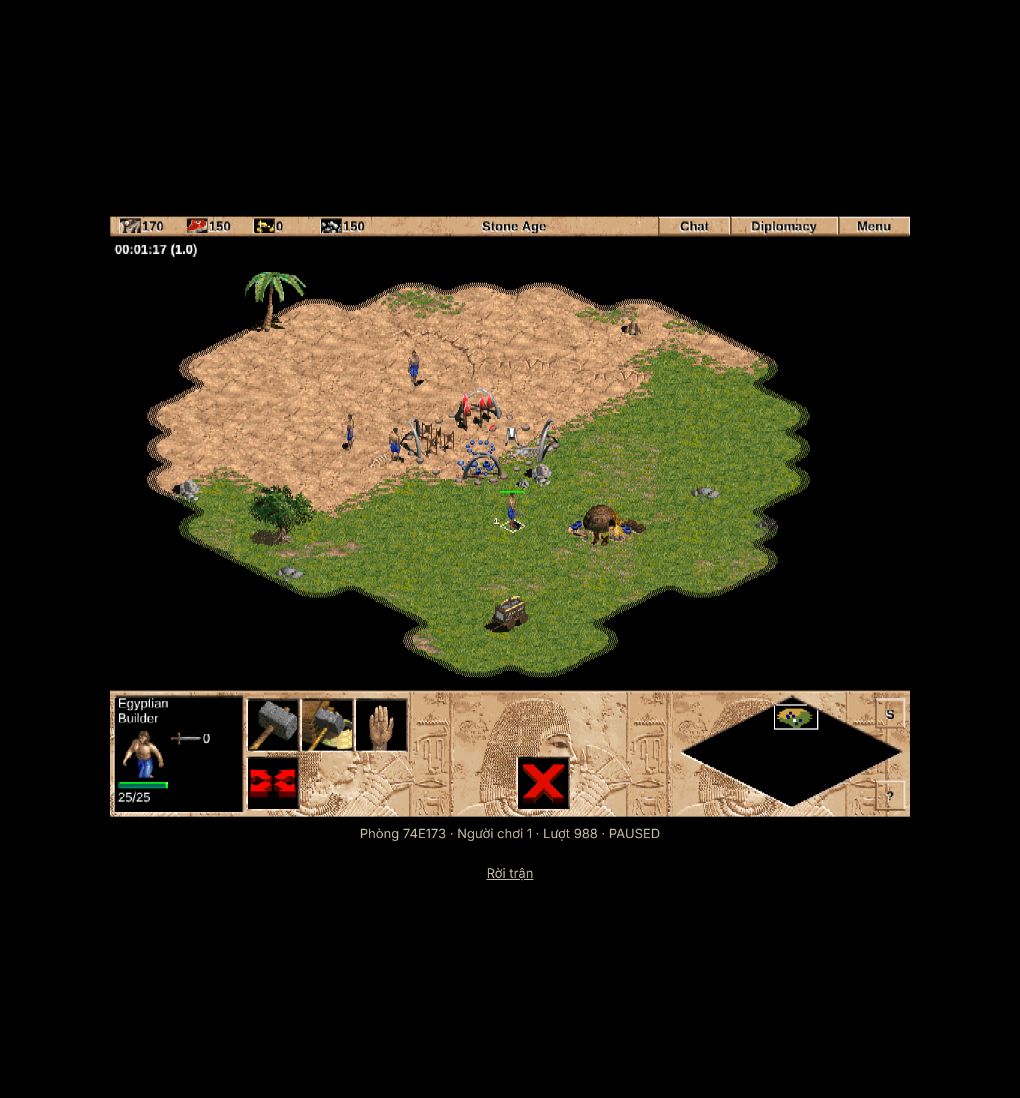 170 150 0 150 Stone Age Chat Diplomacy Menu
00:01:17 (1.0)
1
Egyptian
Builder
0
25/25
S
?
Phòng 74E173 · Người chơi 1 · Lượt 988 · PAUSED
Rời trận